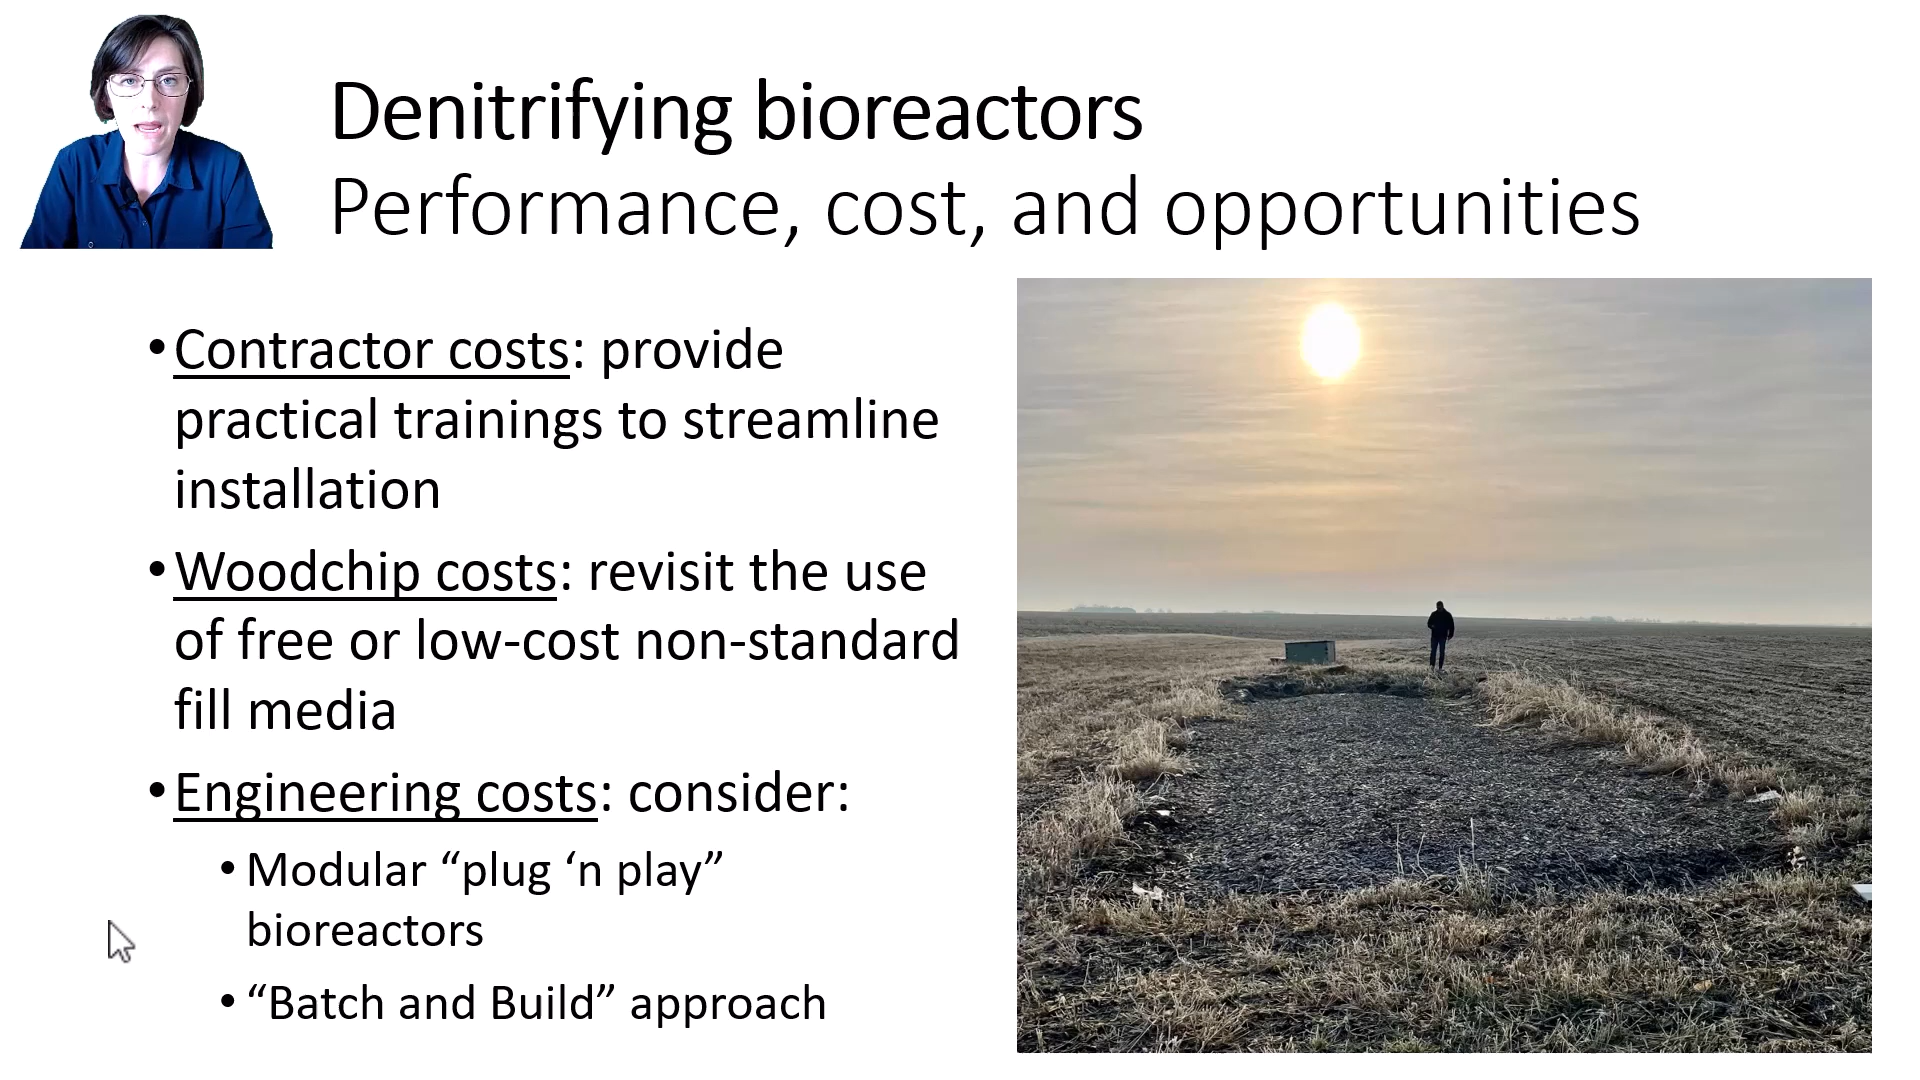 Denitrifying bioreactors
Performance, cost, and opportunities
•Contractor costs: provide
practical trainings to streamline
installation
•Woodchip costs: revisit the use
of free or low-cost non-standard
fill media
•Engineering costs: consider:
•Modular “plug ‘n play”
bioreactors
•“Batch and Build” approach